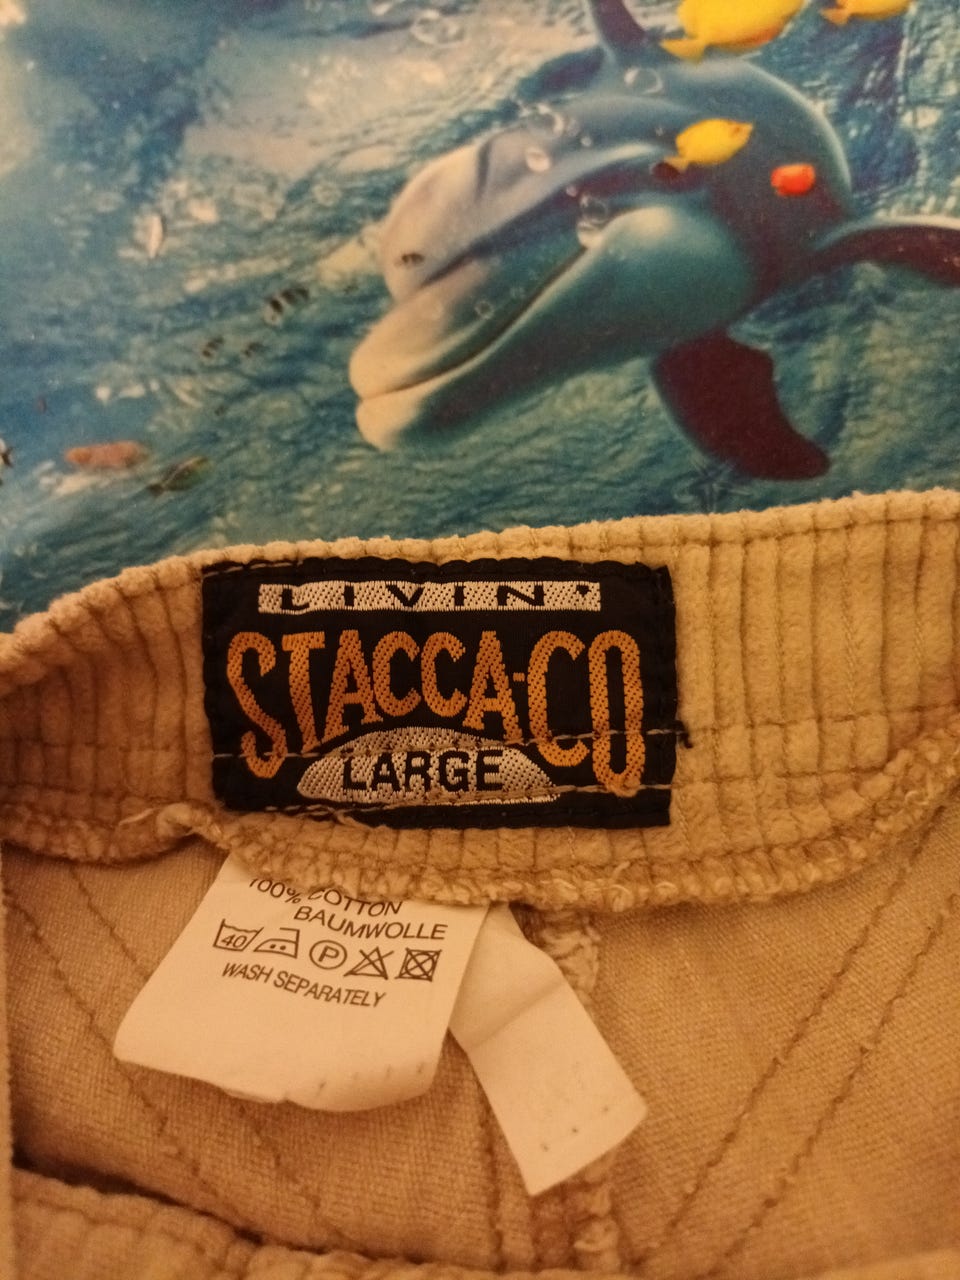 LIVIN'
STACCA-CO
LARGE
100% COTTON
BAUMWOLLE
40 P
WASH SEPARATELY